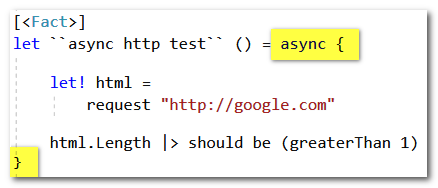 [<Fact>]
let ``async http test`` () = async {
let! html =
request "http://google.com"
html.Length |> should be (greaterThan 1)
}